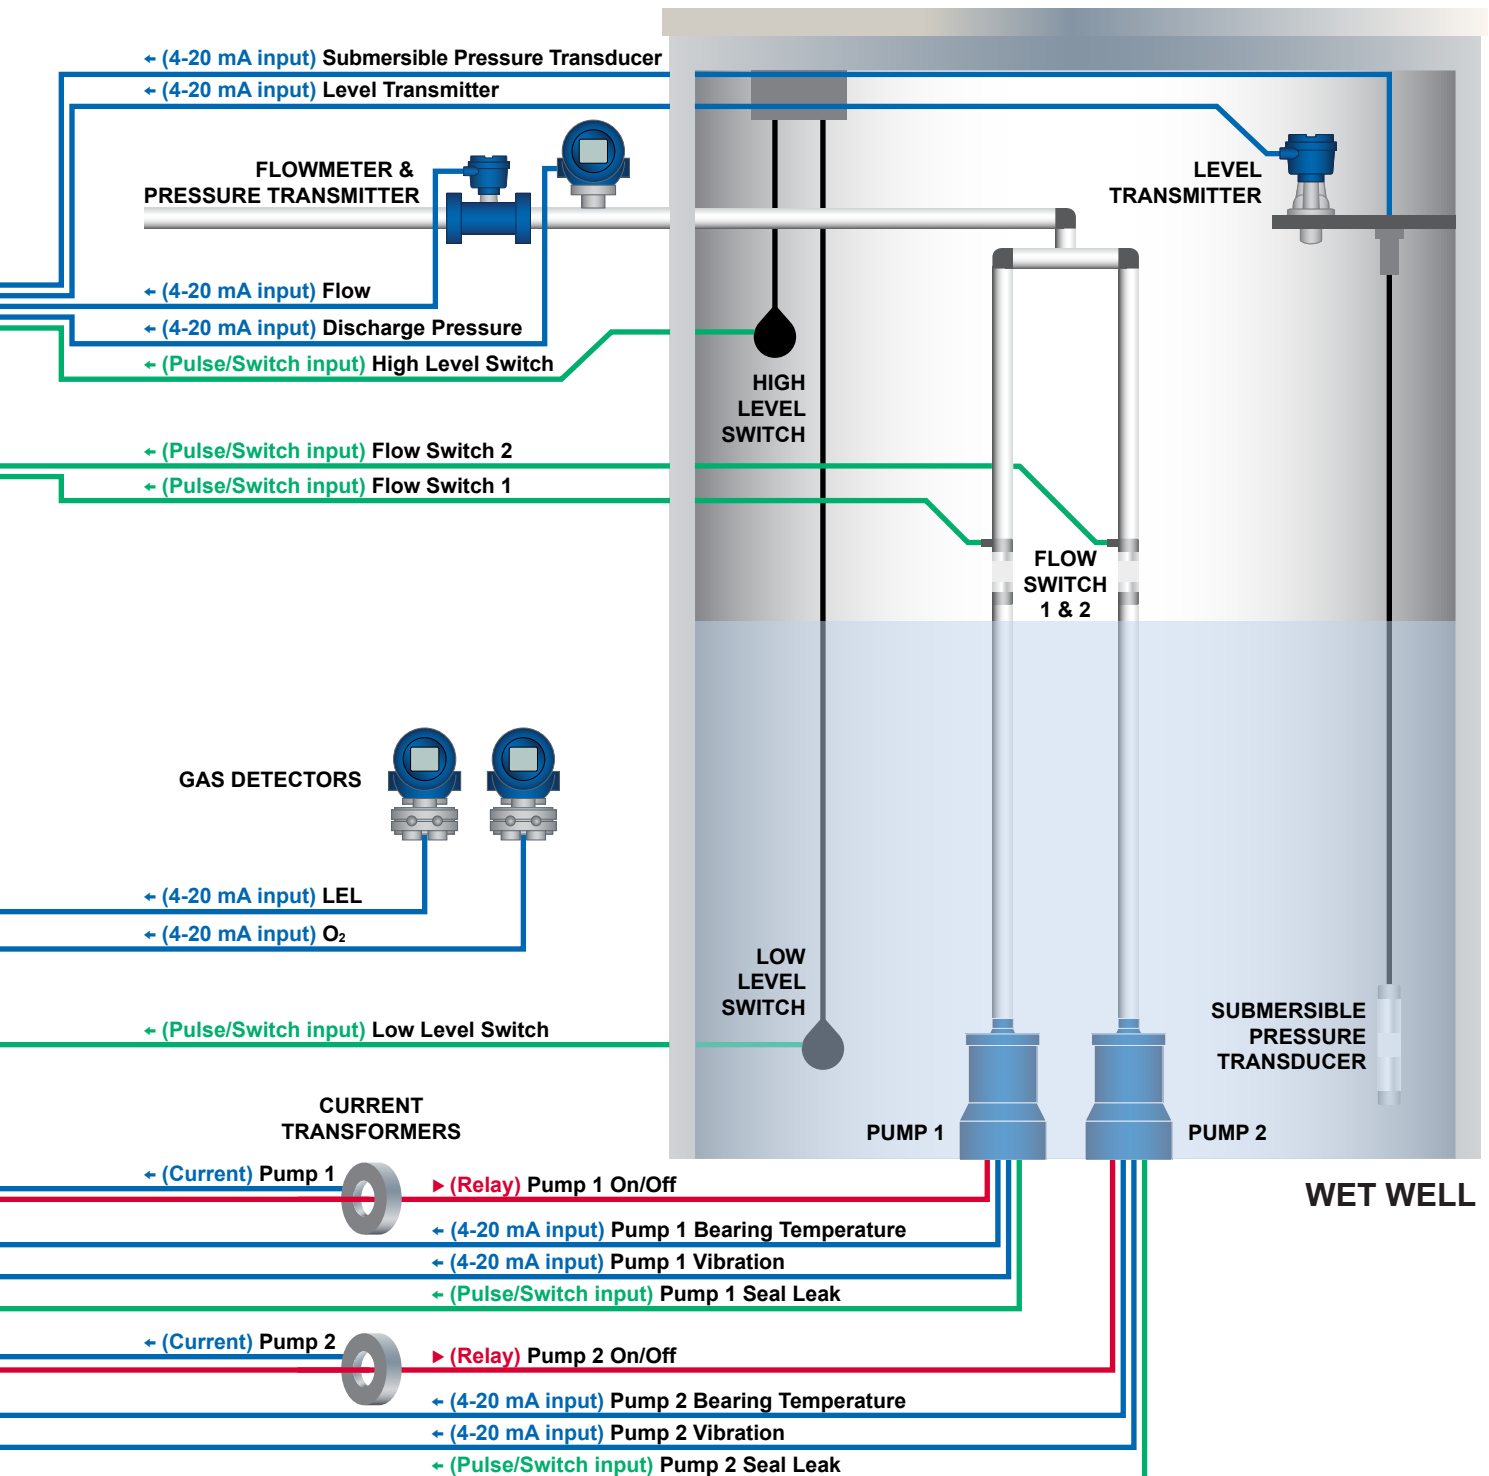 ← (4-20 mA input) Submersible Pressure Transducer
← (4-20 mA input) Level Transmitter
FLOWMETER &
PRESSURE TRANSMITTER
LEVEL
TRANSMITTER
← (4-20 mA input) Flow
← (4-20 mA input) Discharge Pressure
← (Pulse/Switch input) High Level Switch
HIGH
LEVEL
SWITCH
← (Pulse/Switch input) Flow Switch 2
← (Pulse/Switch input) Flow Switch 1
FLOW
SWITCH
1 & 2
GAS DETECTORS
← (4-20 mA input) LEL
← (4-20 mA input) O₂
LOW
LEVEL
SWITCH
← (Pulse/Switch input) Low Level Switch
SUBMERSIBLE
PRESSURE
TRANSDUCER
CURRENT
TRANSFORMERS
PUMP 1
PUMP 2
WET WELL
← (Current) Pump 1
▶ (Relay) Pump 1 On/Off
← (4-20 mA input) Pump 1 Bearing Temperature
← (4-20 mA input) Pump 1 Vibration
← (Pulse/Switch input) Pump 1 Seal Leak
← (Current) Pump 2
▶ (Relay) Pump 2 On/Off
← (4-20 mA input) Pump 2 Bearing Temperature
← (4-20 mA input) Pump 2 Vibration
← (Pulse/Switch input) Pump 2 Seal Leak